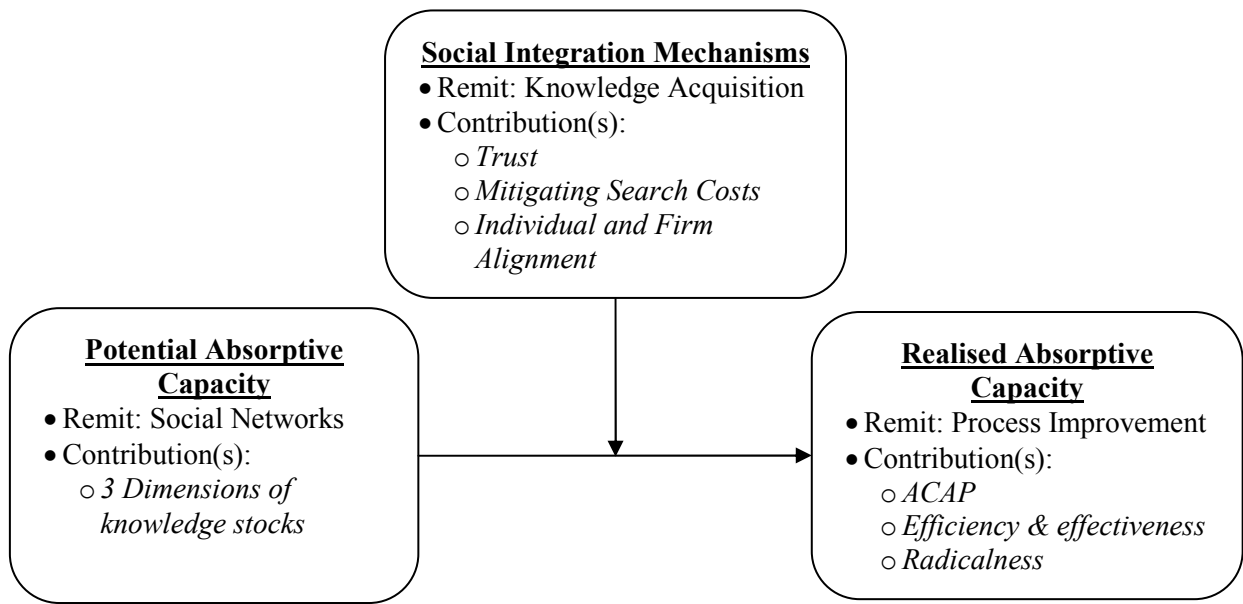 Social Integration Mechanisms
• Remit: Knowledge Acquisition
• Contribution(s):
o Trust
o Mitigating Search Costs
o Individual and Firm
Alignment
Potential Absorptive
Capacity
• Remit: Social Networks
• Contribution(s):
o 3 Dimensions of
knowledge stocks
Realised Absorptive
Capacity
• Remit: Process Improvement
• Contribution(s):
o ACAP
o Efficiency & effectiveness
o Radicalness